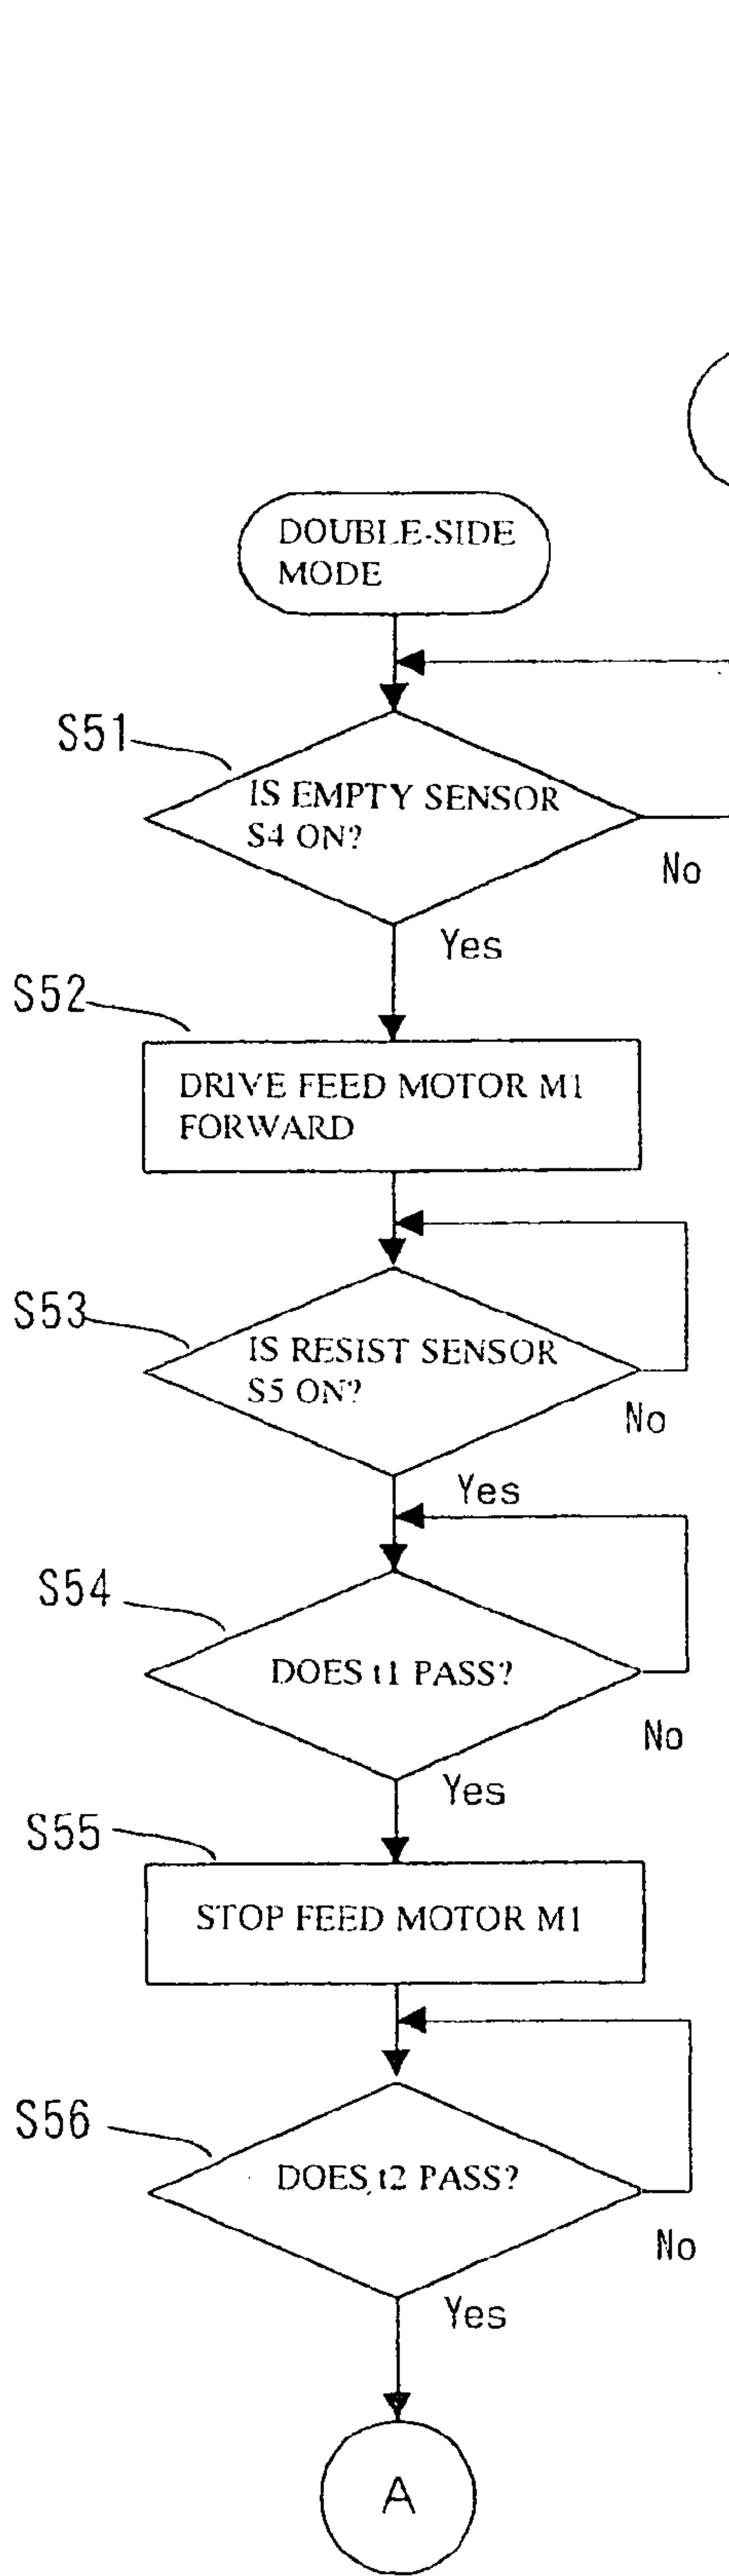 DOUBLE-SIDE
MODE
S51
IS EMPTY SENSOR
S4 ON?
No
Yes
S52
DRIVE FEED MOTOR M1
FORWARD
S53
IS RESIST SENSOR
S5 ON?
No
Yes
S54
DOES t1 PASS?
No
Yes
S55
STOP FEED MOTOR M1
S56
DOES t2 PASS?
No
Yes
A